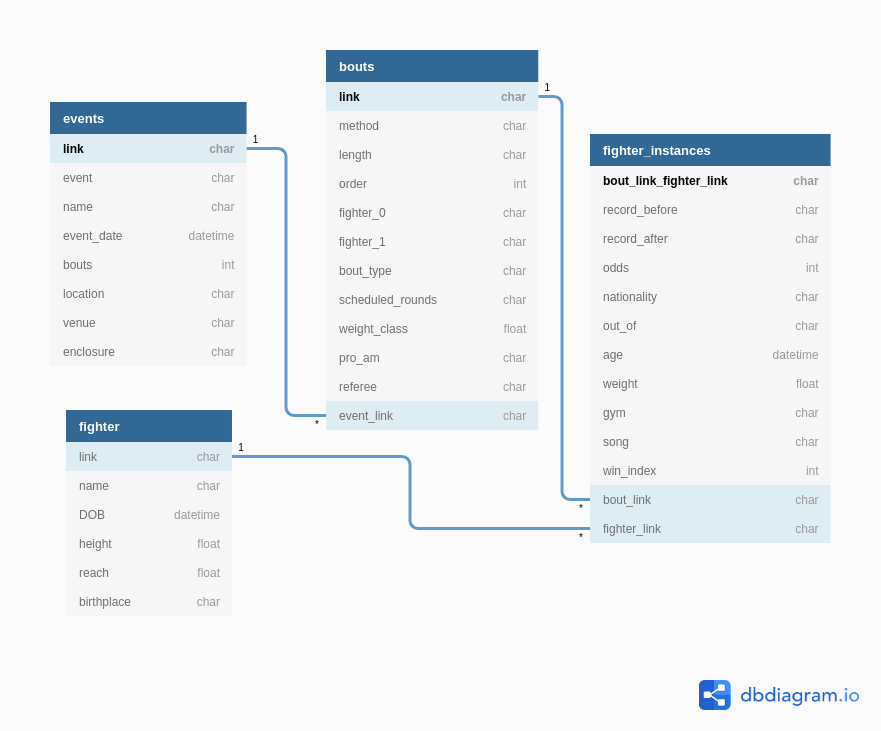 events
link char
event char
name char
event_date datetime
bouts int
location char
venue char
enclosure char
1
*
bouts
link char
method char
length char
order int
fighter_0 char
fighter_1 char
bout_type char
scheduled_rounds char
weight_class float
pro_am char
referee char
event_link char
1
*
fighter_instances
bout_link_fighter_link char
record_before char
record_after char
odds int
nationality char
out_of char
age datetime
weight float
gym char
song char
win_index int
bout_link char
fighter_link char
fighter
link char
name char
DOB datetime
height float
reach float
birthplace char
1
*
dbdiagram.io